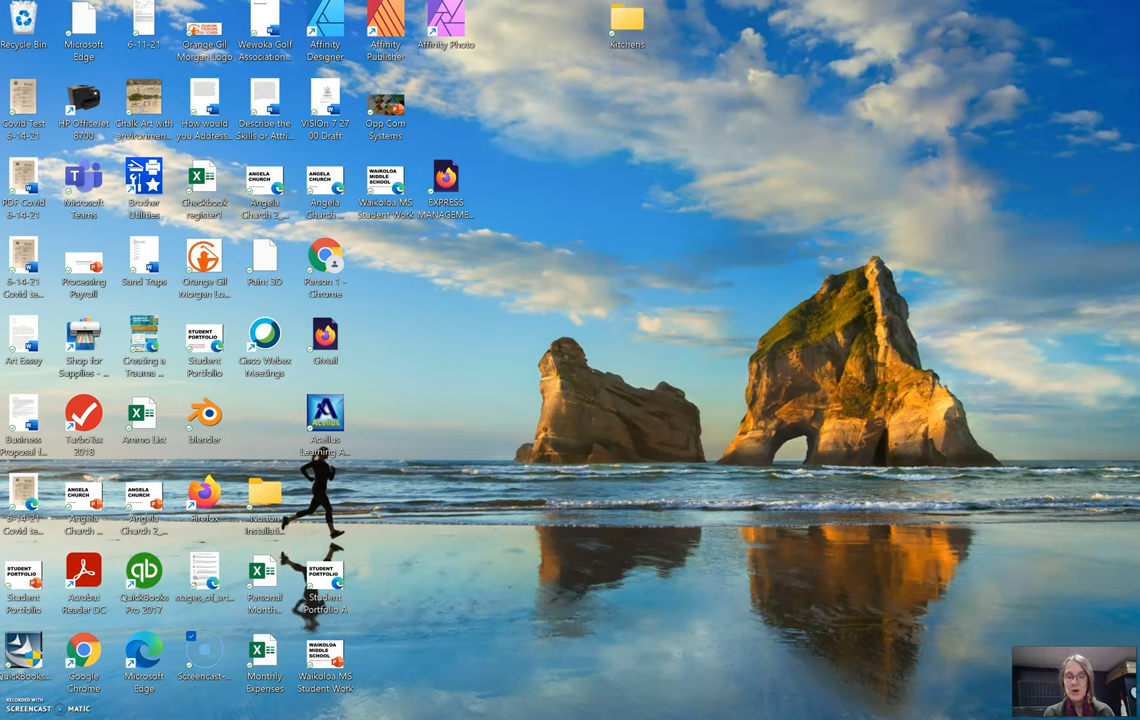 Recycle Bin
Microsoft
Edge
6-11-21
Orange Gil
Morgan Logo
Wewoka Golf
Association...
Affinity
Designer
Affinity
Publisher
Affinity Photo
Kitchens
Covid Test
6-14-21
HP OfficeJet
8700
Chalk Art with
environmen...
How would
you Address...
Describe the
Skills or Attri...
VISIOn 7 27
00 Draft
Opp Com
Systems
PDF Covid
6-14-21
Microsoft
Teams
Brother
Utilities
Checkbook
register1
ANGELA
CHURCH
Angela
Church 2_...
ANGELA
CHURCH
Angela
Church ...
WAIKOLOA
MIDDLE
SCHOOL
Waikoloa MS
Student Work
EXPRESS
MANAGEME...
6-14-21
Covid te...
Processing
Payroll
Sand Traps
Orange Gil
Morgan Lo...
Paint 3D
Person 1 -
Chrome
Art Essay
Shop for
Supplies - ...
Creating a
Trauma ...
STUDENT
PORTFOLIO
Student
Portfolio
Cisco Webex
Meetings
GMail
Business
Proposal f...
TurboTax
2018
Ammo List
blender
Acellus
Learning A...
6-14-21
Covid te...
ANGELA
CHURCH
Angela
Church ...
ANGELA
CHURCH
Angela
Church 2_...
Firefox
Norton
Installati...
STUDENT
PORTFOLIO
Student
Portfolio
Acrobat
Reader DC
qb
QuickBooks
Pro 2017
stages_of_art...
Personal
Month...
STUDENT
PORTFOLIO
Student
Portfolio A
QuickBooks...
Google
Chrome
Microsoft
Edge
Screencast-...
Monthly
Expenses
WAIKOLOA
MIDDLE
SCHOOL
Waikoloa MS
Student Work
RECORDED WITH
SCREENCAST MATIC